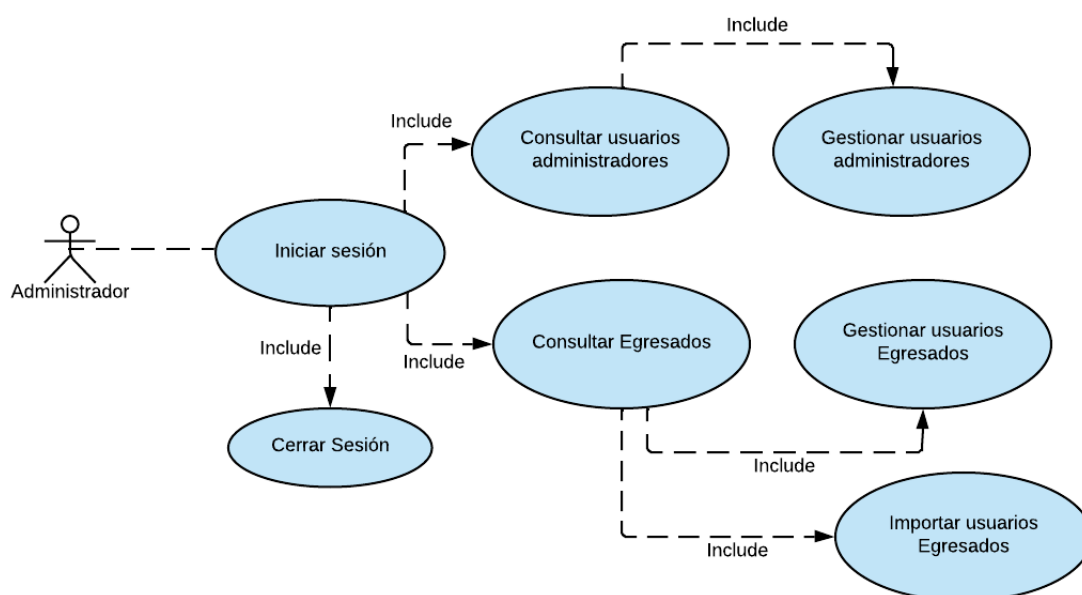 Include
Include
Consultar usuarios
administradores
Gestionar usuarios
administradores
Iniciar sesión
Administrador
Include
Include
Consultar Egresados
Gestionar usuarios
Egresados
Cerrar Sesión
Include
Include
Importar usuarios
Egresados